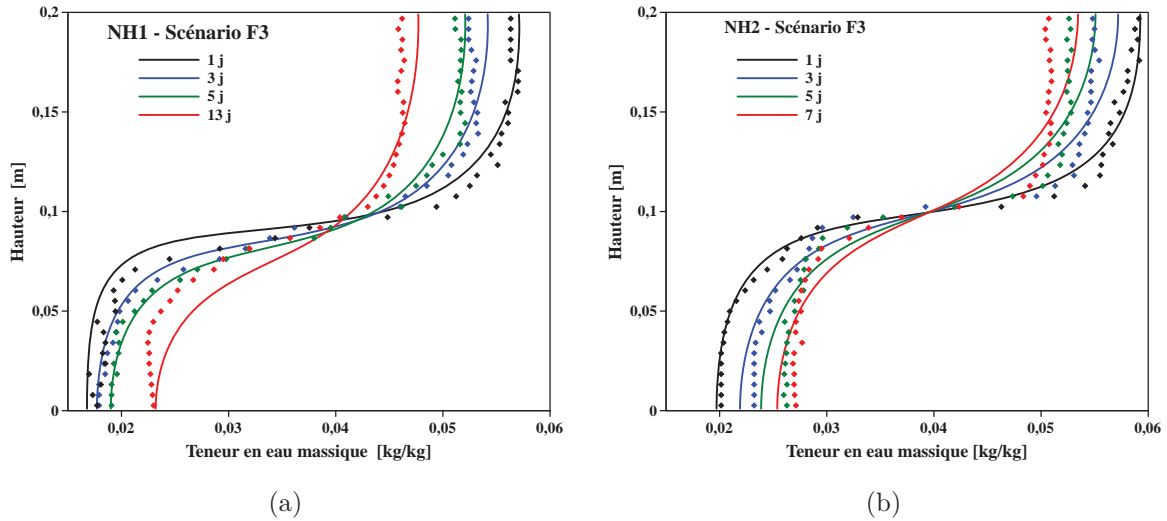 0,2
NH1 - Scénario F3
1 j
3 j
5 j
13 j
0,15
Hauteur [m]
0,1
0,05
0
0,02 0,03 0,04 0,05 0,06
Teneur en eau massique [kg/kg]
(a)
0,2
NH2 - Scénario F3
1 j
3 j
5 j
7 j
0,15
Hauteur [m]
0,1
0,05
0
0,02 0,03 0,04 0,05 0,06
Teneur en eau massique [kg/kg]
(b)